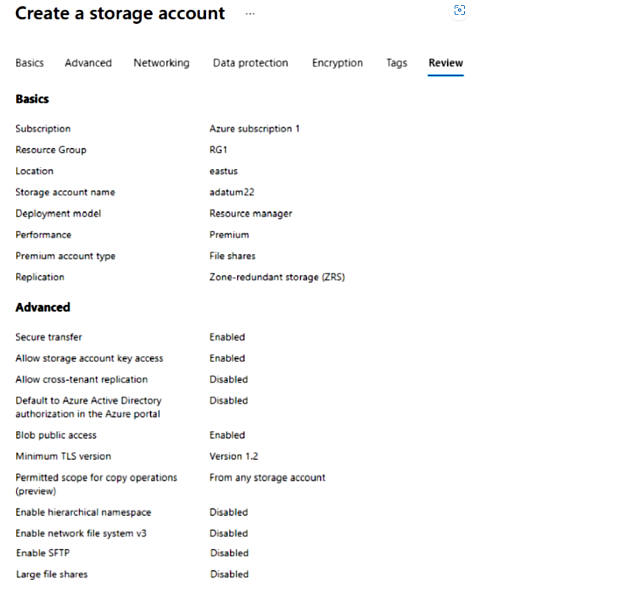 Create a storage account ...
Basics Advanced Networking Data protection Encryption Tags Review
Basics
Subscription Azure subscription 1
Resource Group RG1
Location eastus
Storage account name adatum22
Deployment model Resource manager
Performance Premium
Premium account type File shares
Replication Zone-redundant storage (ZRS)
Advanced
Secure transfer Enabled
Allow storage account key access Enabled
Allow cross-tenant replication Disabled
Default to Azure Active Directory Disabled
authorization in the Azure portal
Blob public access Enabled
Minimum TLS version Version 1.2
Permitted scope for copy operations From any storage account
(preview)
Enable hierarchical namespace Disabled
Enable network file system v3 Disabled
Enable SFTP Disabled
Large file shares Disabled